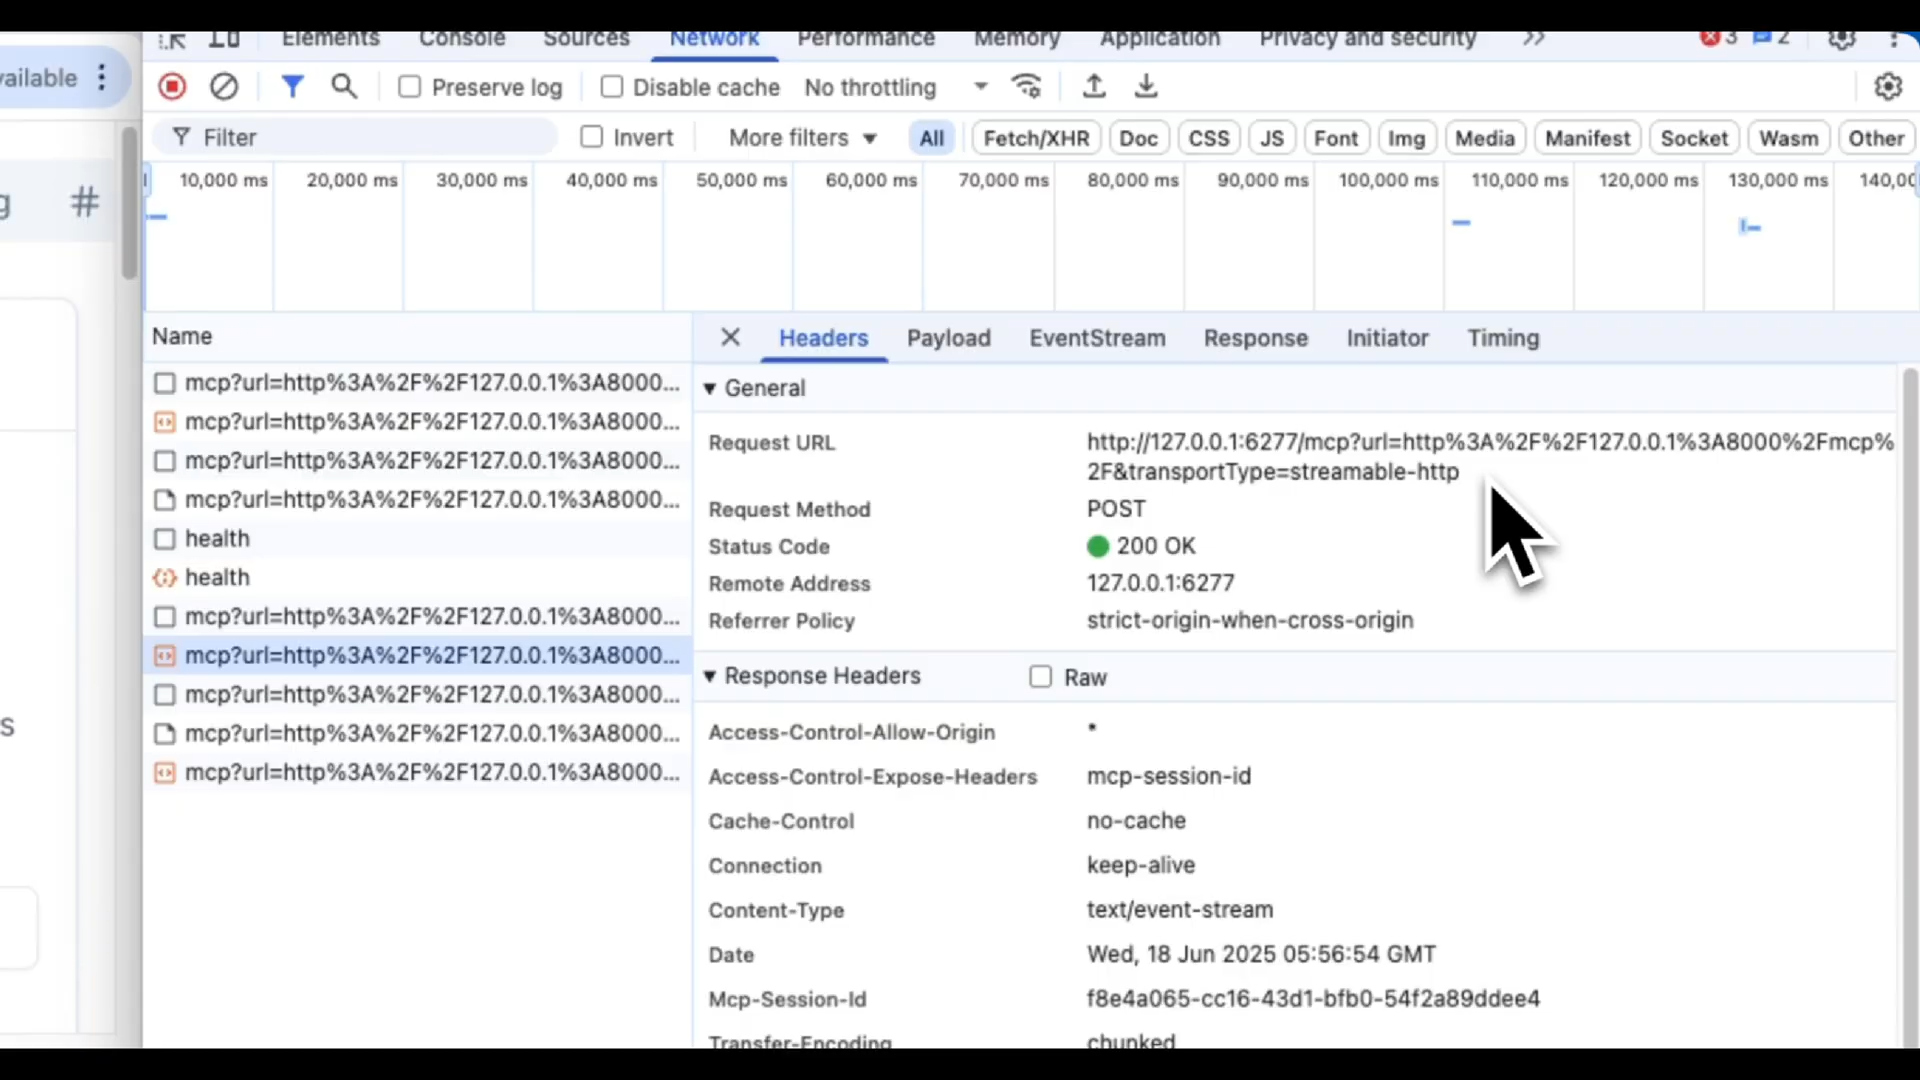 Elements Console Sources Network Performance Memory Application Privacy and security 3 2
vailable
Preserve log Disable cache No throttling
Filter Invert More filters All Fetch/XHR Doc CSS JS Font Img Media Manifest Socket Wasm Other
10,000 ms 20,000 ms 30,000 ms 40,000 ms 50,000 ms 60,000 ms 70,000 ms 80,000 ms 90,000 ms 100,000 ms 110,000 ms 120,000 ms 130,000 ms 140,00
g #
Name
mcp?url=http%3A%2F%2F127.0.0.1%3A8000...
mcp?url=http%3A%2F%2F127.0.0.1%3A8000...
mcp?url=http%3A%2F%2F127.0.0.1%3A8000...
mcp?url=http%3A%2F%2F127.0.0.1%3A8000...
health
health
mcp?url=http%3A%2F%2F127.0.0.1%3A8000...
mcp?url=http%3A%2F%2F127.0.0.1%3A8000...
mcp?url=http%3A%2F%2F127.0.0.1%3A8000...
mcp?url=http%3A%2F%2F127.0.0.1%3A8000...
mcp?url=http%3A%2F%2F127.0.0.1%3A8000...
s
Headers Payload EventStream Response Initiator Timing
General
Request URL http://127.0.0.1:6277/mcp?url=http%3A%2F%2F127.0.0.1%3A8000%2Fmcp%
2F&transportType=streamable-http
Request Method POST
Status Code 200 OK
Remote Address 127.0.0.1:6277
Referrer Policy strict-origin-when-cross-origin
Response Headers Raw
Access-Control-Allow-Origin *
Access-Control-Expose-Headers mcp-session-id
Cache-Control no-cache
Connection keep-alive
Content-Type text/event-stream
Date Wed, 18 Jun 2025 05:56:54 GMT
Mcp-Session-Id f8e4a065-cc16-43d1-bfb0-54f2a89ddee4
Transfer-Encoding chunked